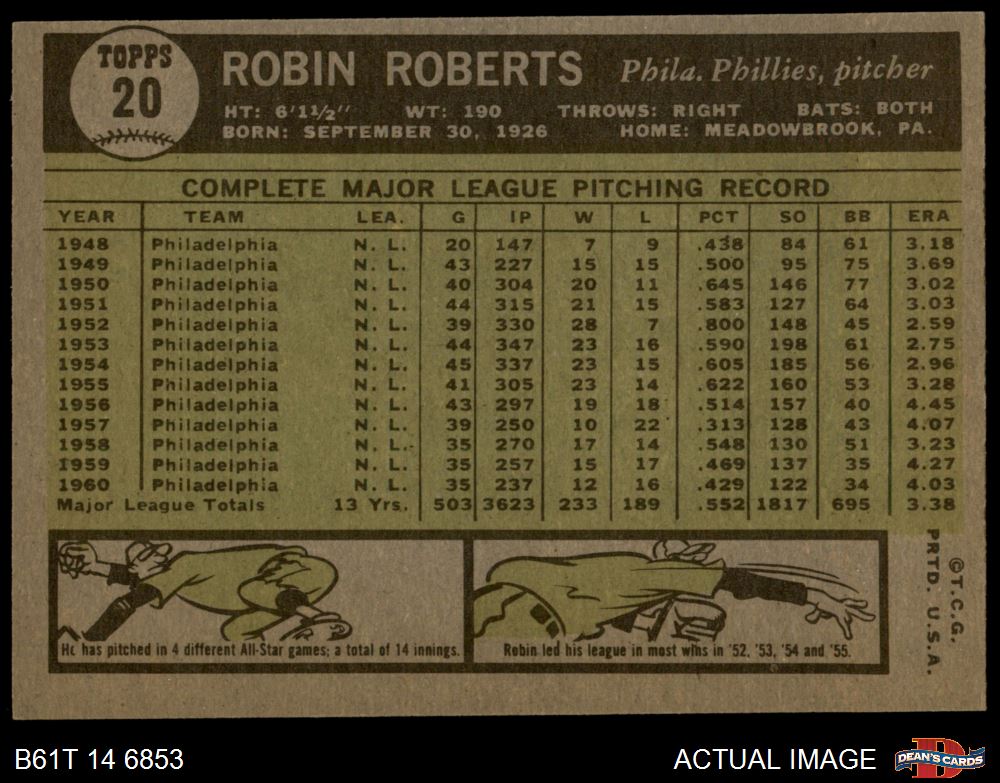 TOPPS
20
ROBIN ROBERTS Phila. Phillies, pitcher
HT: 6'11/2" WT: 190 THROWS: RIGHT BATS: BOTH
BORN: SEPTEMBER 30, 1926 HOME: MEADOWBROOK, PA.
COMPLETE MAJOR LEAGUE PITCHING RECORD
YEAR TEAM LEA. G IP W L PCT SO BB ERA
1948 Philadelphia N. L. 20 147 7 9 .438 84 61 3.18
1949 Philadelphia N. L. 43 227 15 15 .500 95 75 3.69
1950 Philadelphia N. L. 40 304 20 11 .645 146 77 3.02
1951 Philadelphia N. L. 44 315 21 15 .583 127 64 3.03
1952 Philadelphia N. L. 39 330 28 7 .800 148 45 2.59
1953 Philadelphia N. L. 44 347 23 16 .590 198 61 2.75
1954 Philadelphia N. L. 45 337 23 15 .605 185 56 2.96
1955 Philadelphia N. L. 41 305 23 14 .622 160 53 3.28
1956 Philadelphia N. L. 43 297 19 18 .514 157 40 4.45
1957 Philadelphia N. L. 39 250 10 22 .313 128 43 4.07
1958 Philadelphia N. L. 35 270 17 14 .548 130 51 3.23
1959 Philadelphia N. L. 35 257 15 17 .469 137 35 4.27
1960 Philadelphia N. L. 35 237 12 16 .429 122 34 4.03
Major League Totals 13 Yrs. 503 3623 233 189 .552 1817 695 3.38
He has pitched in 4 different All-Star games; a total of 14 innings.
Robin led his league in most wins in '52, '53, '54 and '55.
©T.C.G.
PRTD. U.S.A.
B61T 14 6853
ACTUAL IMAGE
DEAN'S CARDS